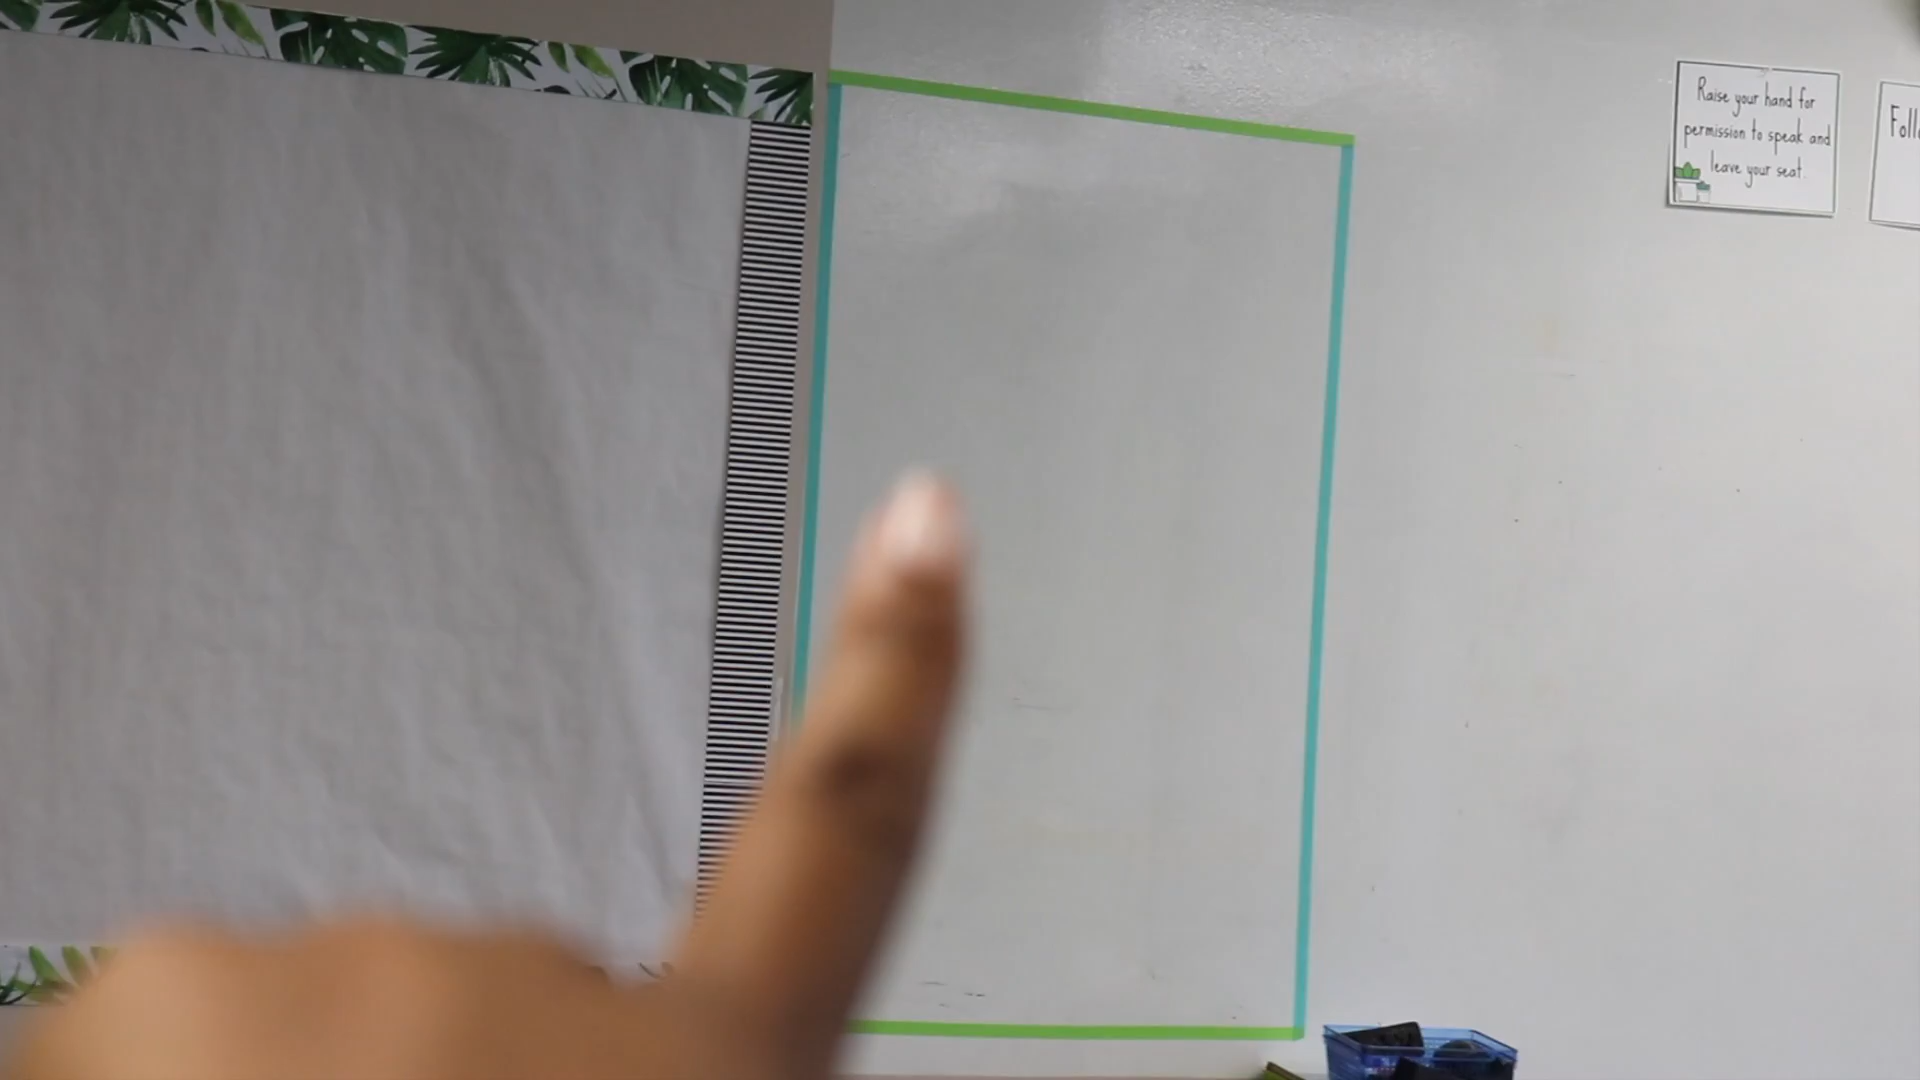 Raise your hand for
permission to speak and
leave your seat.